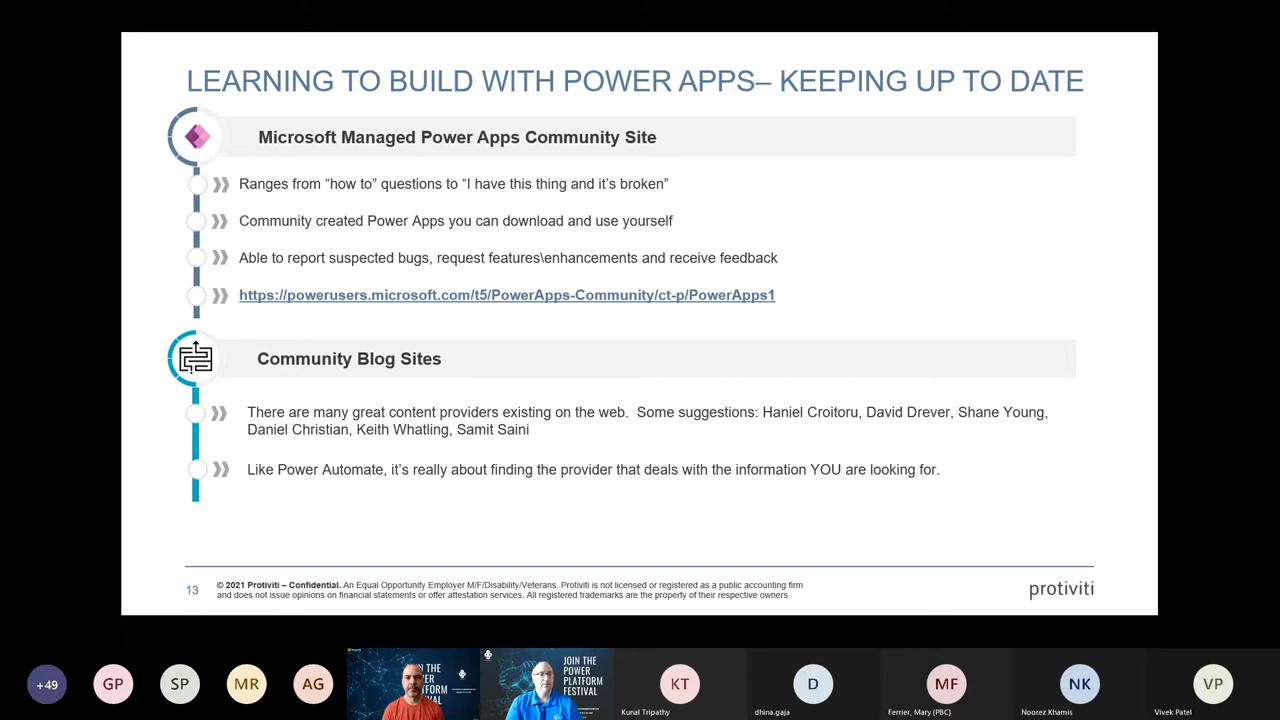 LEARNING TO BUILD WITH POWER APPS– KEEPING UP TO DATE
Microsoft Managed Power Apps Community Site
Ranges from “how to” questions to “I have this thing and it’s broken”
Community created Power Apps you can download and use yourself
Able to report suspected bugs, request features\enhancements and receive feedback
https://powerusers.microsoft.com/t5/PowerApps-Community/ct-p/PowerApps1
Community Blog Sites
There are many great content providers existing on the web.  Some suggestions: Haniel Croitoru, David Drever, Shane Young,
Daniel Christian, Keith Whatling, Samit Saini
Like Power Automate, it’s really about finding the provider that deals with the information YOU are looking for.
13
© 2021 Protiviti – Confidential. An Equal Opportunity Employer M/F/Disability/Veterans. Protiviti is not licensed or registered as a public accounting firm
and does not issue opinions on financial statements or offer attestation services. All registered trademarks are the property of their respective owners.
protiviti
+49
GP
SP
MR
AG
JOIN THE
POWER
PLATFORM
FESTIVAL
KT
Kunal Tripathy
D
dhina.gaja
MF
Ferrier, Mary (PBC)
NK
Noorez Khamis
VP
Vivek Patel